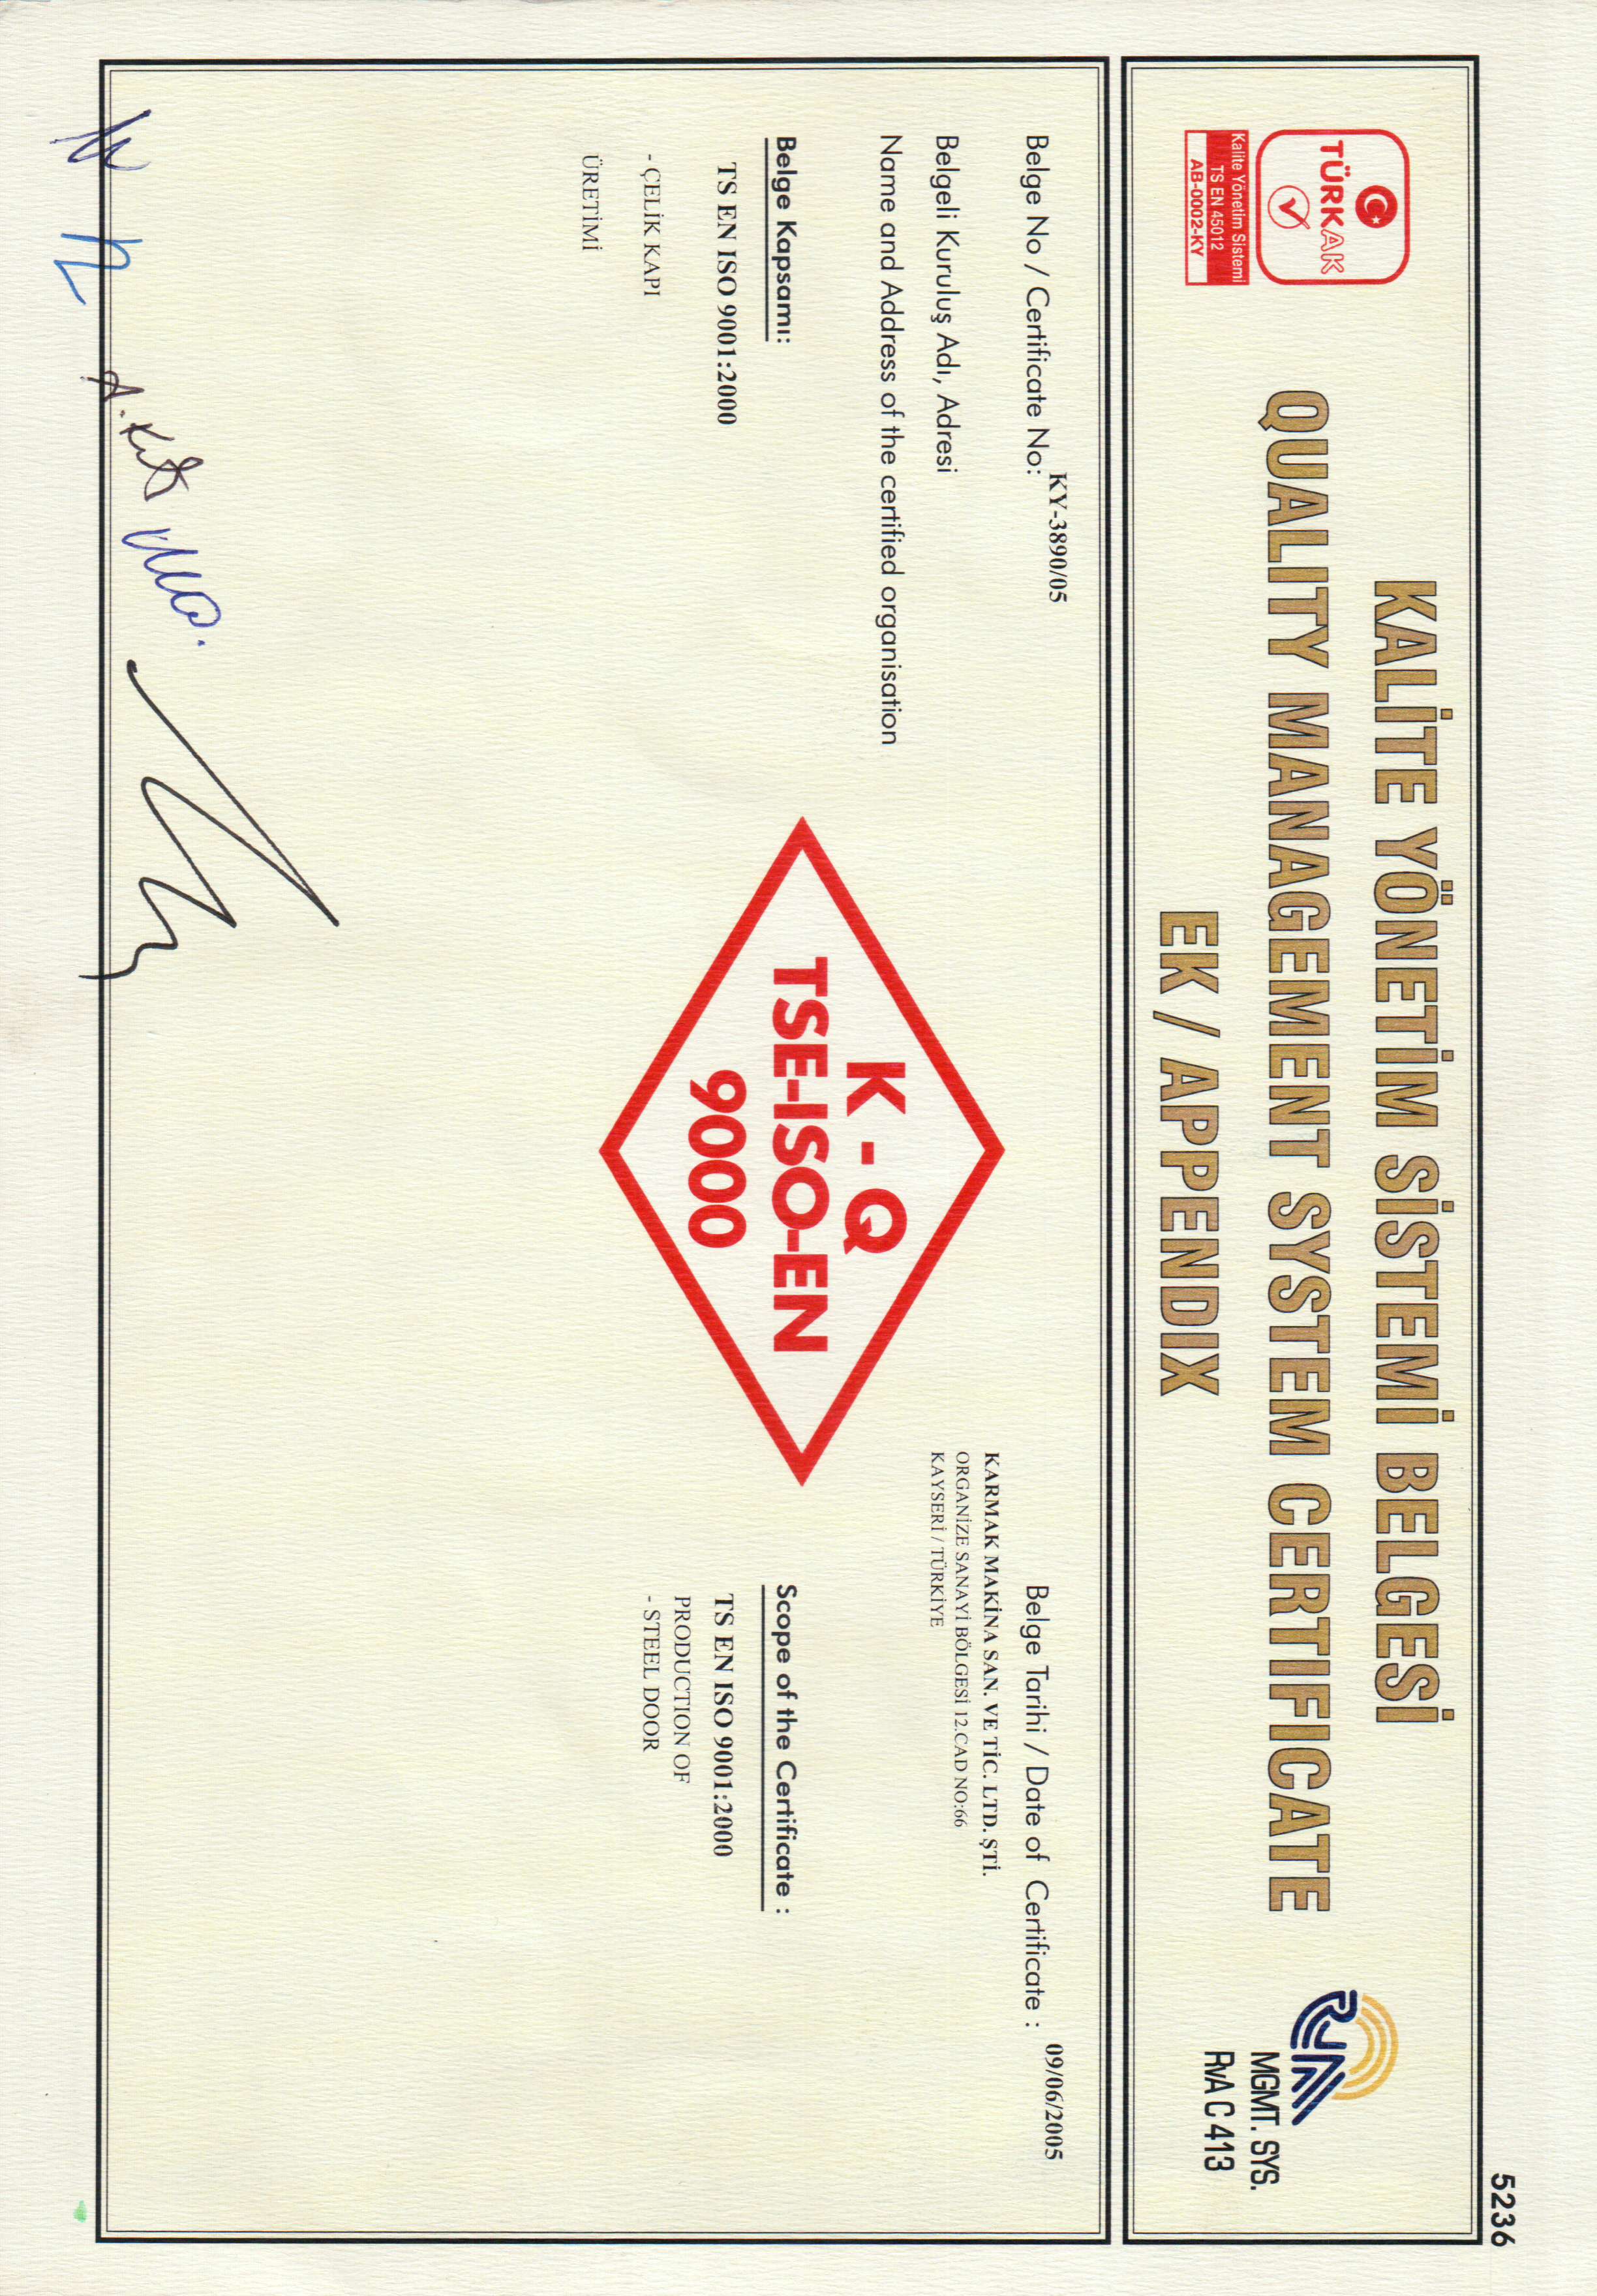 5236
TÜRKAK
Kalite Yönetim Sistemi
TS EN 45012
AB-0002-KY
KALİTE YÖNETİM SİSTEMİ BELGESİ
QUALITY MANAGEMENT SYSTEM CERTIFICATE
EK / APPENDIX
RvA
MGMT. SYS.
RvA C 413
Belge No / Certificate No: KY-3890/05
Belge Tarihi / Date of Certificate : 09/06/2005
Belgeli Kuruluş Adı, Adresi
Name and Address of the certified organisation
KARMAK MAKİNA SAN. VE TİC. LTD. ŞTİ.
ORGANİZE SANAYİ BÖLGESİ 12.CAD NO:66
KAYSERİ / TÜRKİYE
K - Q
TSE-ISO-EN
9000
Belge Kapsamı:
TS EN ISO 9001:2000
- ÇELİK KAPI
ÜRETİMİ
Scope of the Certificate :
TS EN ISO 9001:2000
PRODUCTION OF
- STEEL DOOR